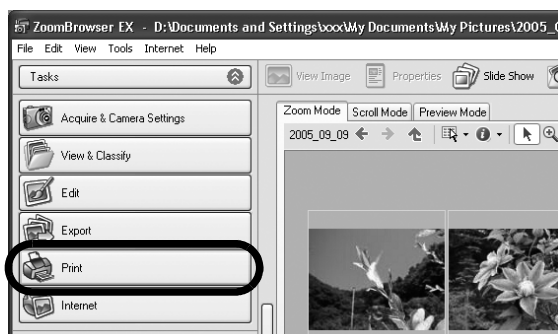 ZoomBrowser EX - D:\Documents and Settings\xxx\My Documents\My Pictures\2005_
File Edit View Tools Internet Help
Tasks
View Image Properties Slide Show
Zoom Mode Scroll Mode Preview Mode
2005_09_09
Acquire & Camera Settings
View & Classify
Edit
Export
Print
Internet